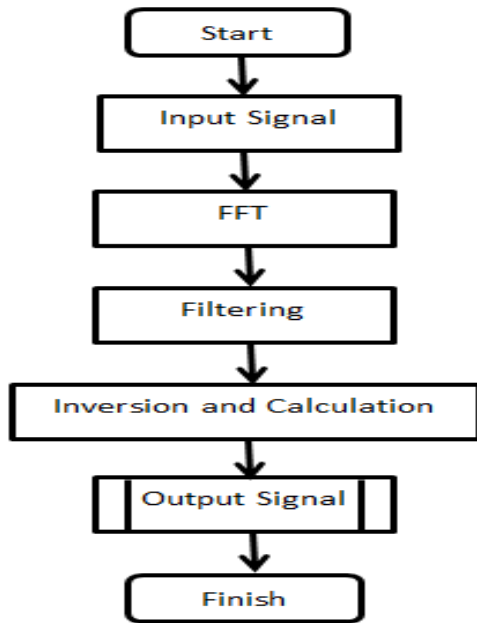 Start
Input Signal
FFT
Filtering
Inversion and Calculation
Output Signal
Finish